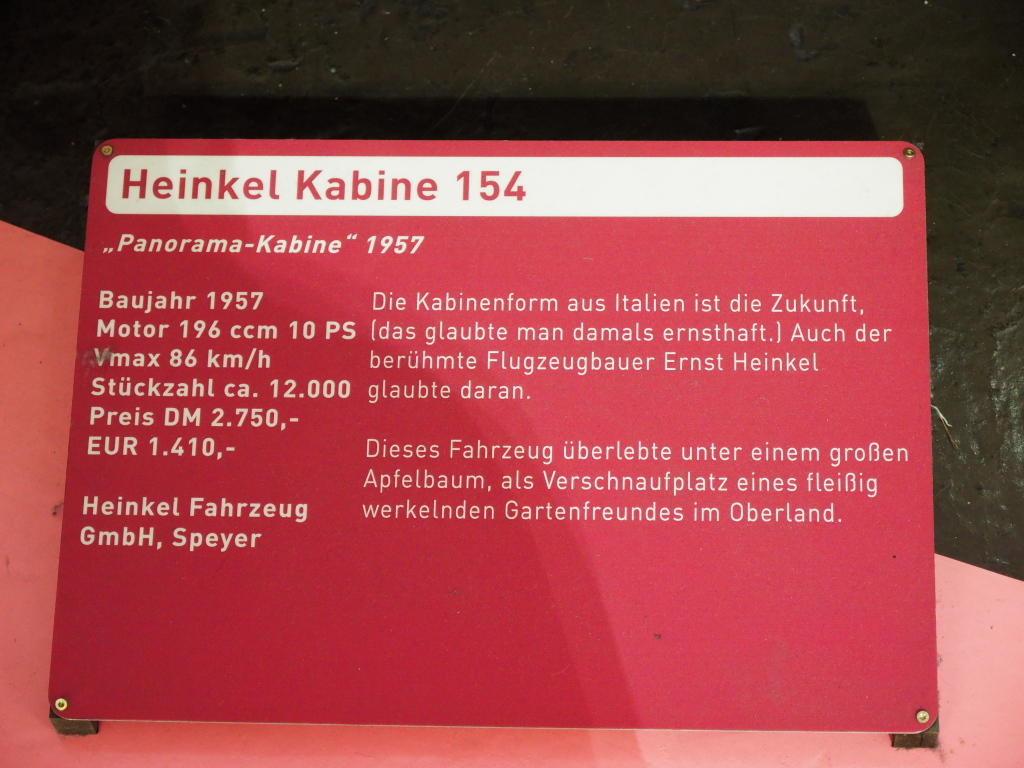 Heinkel Kabine 154
„Panorama-Kabine“ 1957
Baujahr 1957
Motor 196 ccm 10 PS
Vmax 86 km/h
Stückzahl ca. 12.000
Preis DM 2.750,-
EUR 1.410,-
Heinkel Fahrzeug
GmbH, Speyer
Die Kabinenform aus Italien ist die Zukunft,
(das glaubte man damals ernsthaft.) Auch der
berühmte Flugzeugbauer Ernst Heinkel
glaubte daran.
Dieses Fahrzeug überlebte unter einem großen
Apfelbaum, als Verschnaufplatz eines fleißig
werkelnden Gartenfreundes im Oberland.